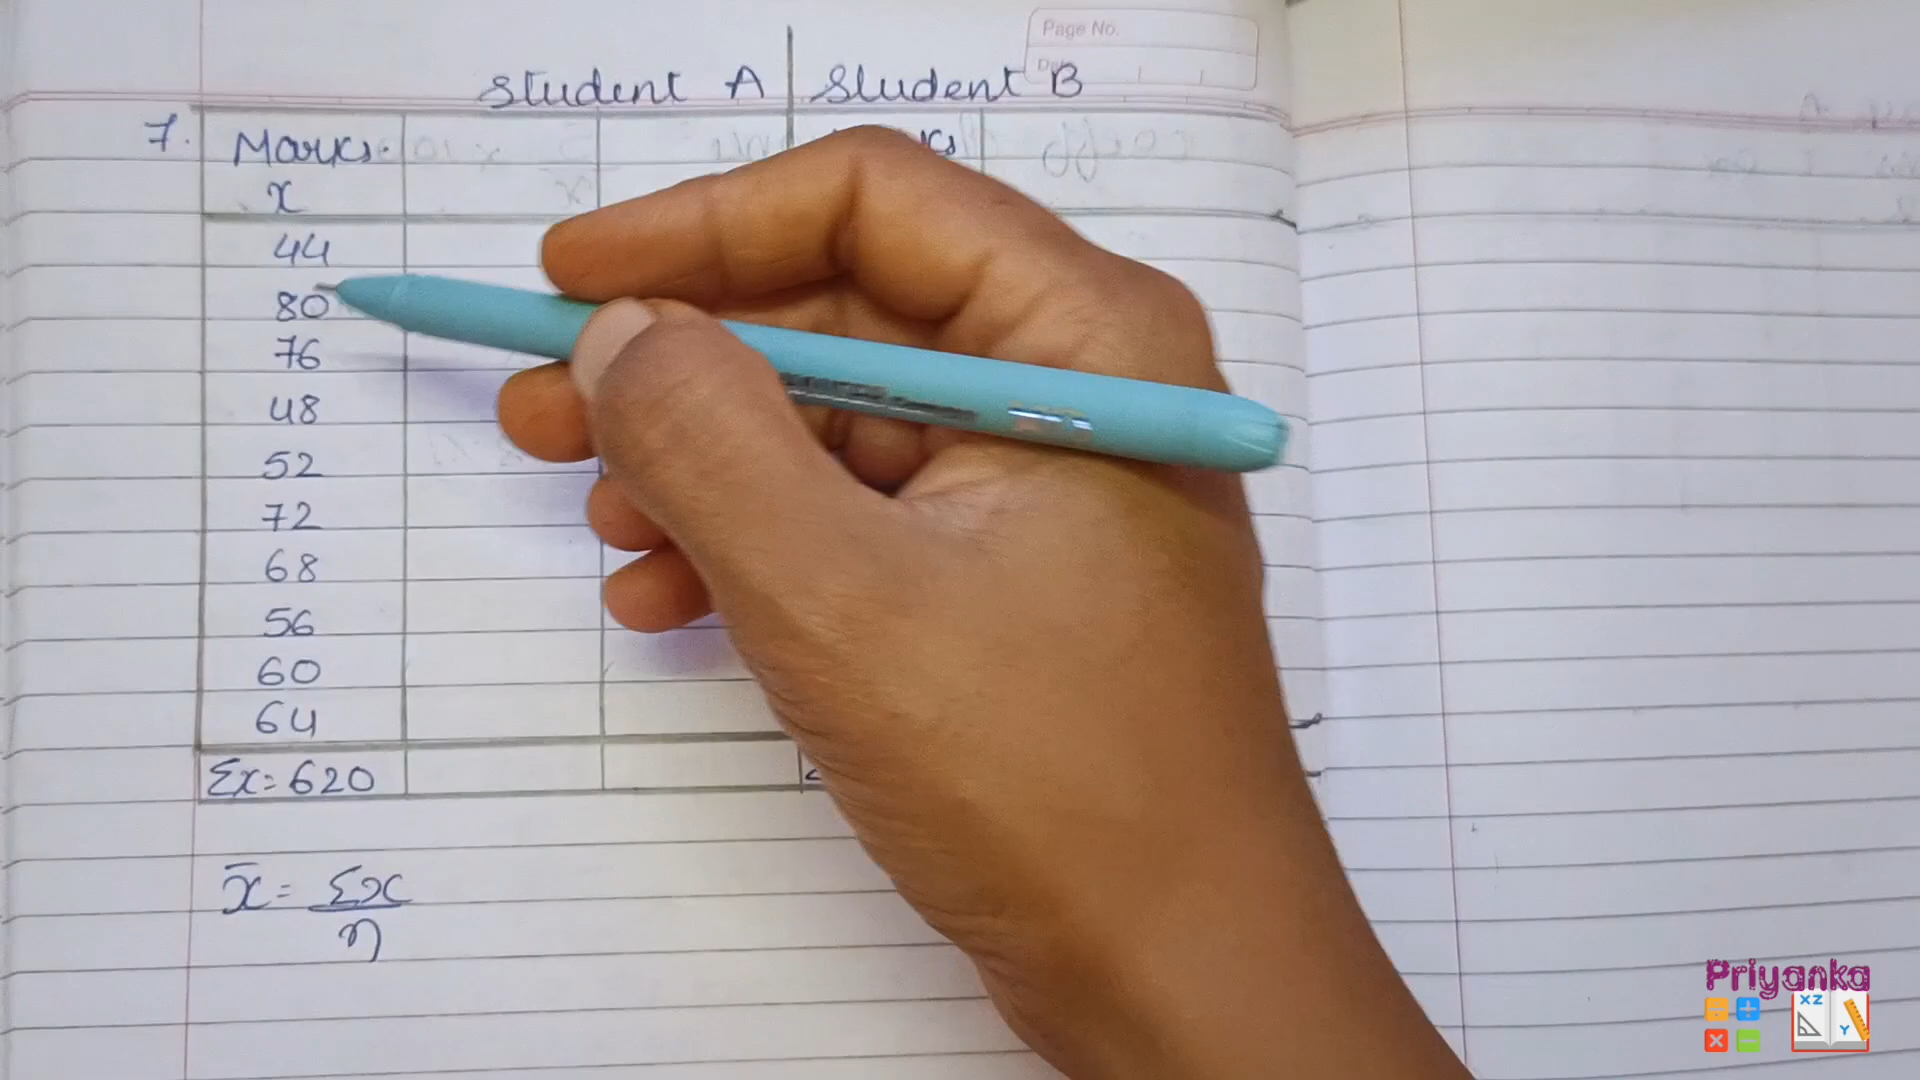 Page No.
Student A Student B
7. Marks
x
44
80
76
48
52
72
68
56
60
64
Σx = 620
x̄ = Σx
n
Priyanka
XZ
Y